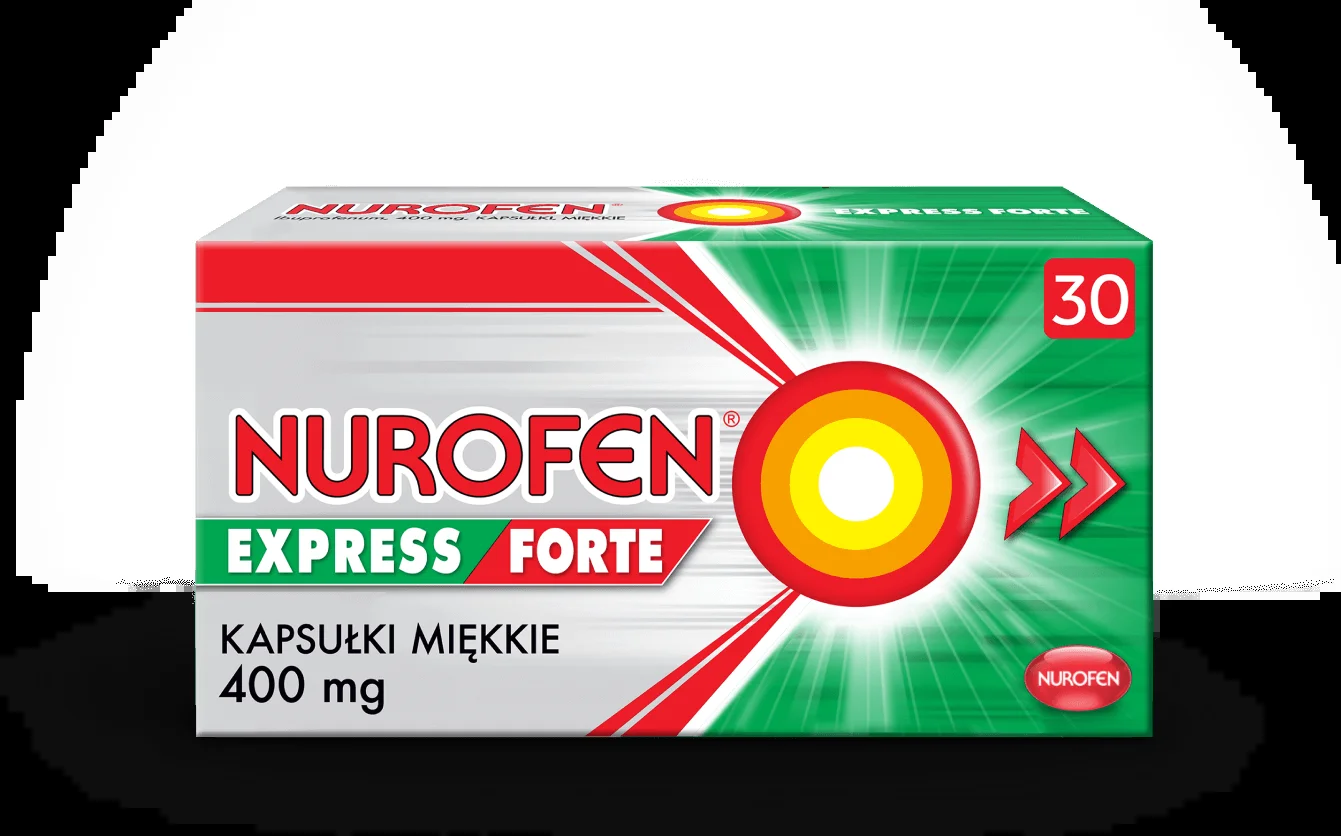 NUROFEN®
Ibuprofenum, 400 mg, KAPSUŁKI, MIĘKKIE
EXPRESS FORTE
30
NUROFEN®
EXPRESS FORTE
KAPSUŁKI MIĘKKIE
400 mg
NUROFEN